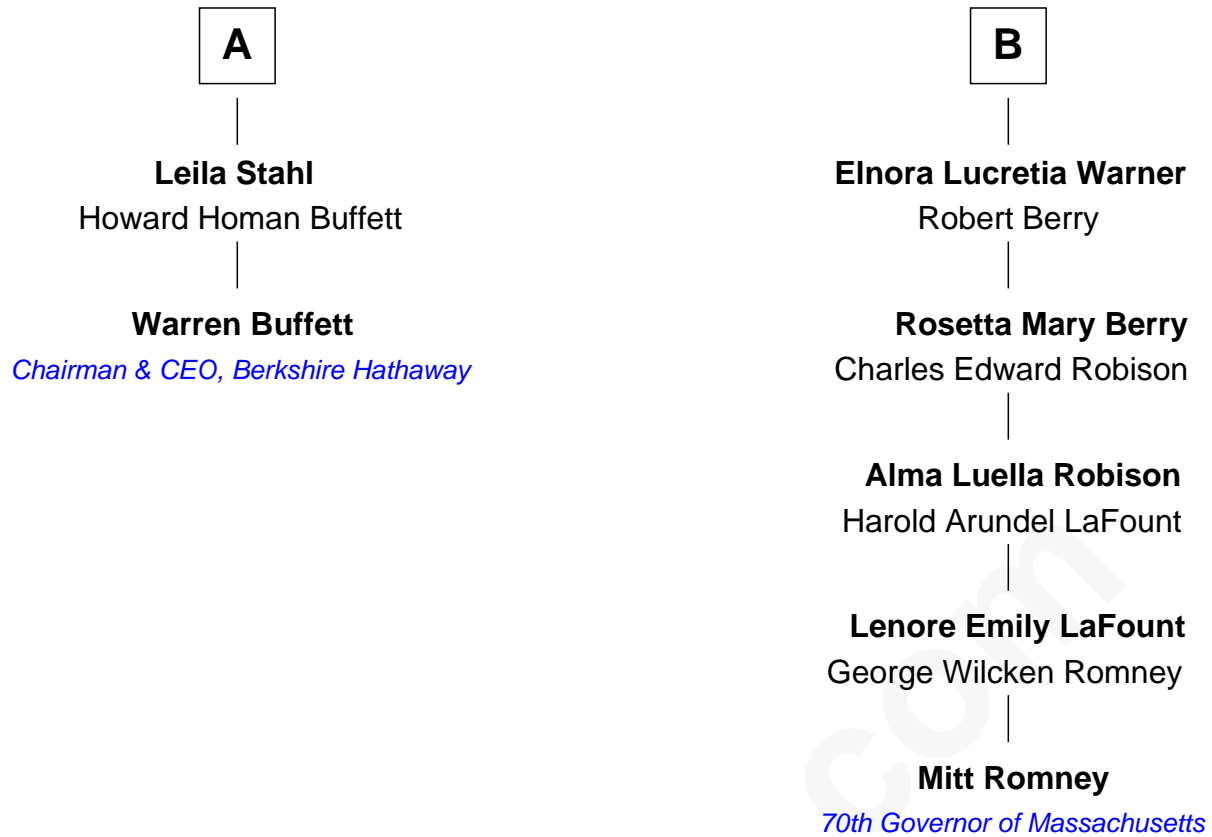 A
Leila Stahl
Howard Homan Buffett
Warren Buffett
Chairman & CEO, Berkshire Hathaway
B
Elnora Lucretia Warner
Robert Berry
Rosetta Mary Berry
Charles Edward Robison
Alma Luella Robison
Harold Arundel LaFount
Lenore Emily LaFount
George Wilcken Romney
Mitt Romney
70th Governor of Massachusetts
com